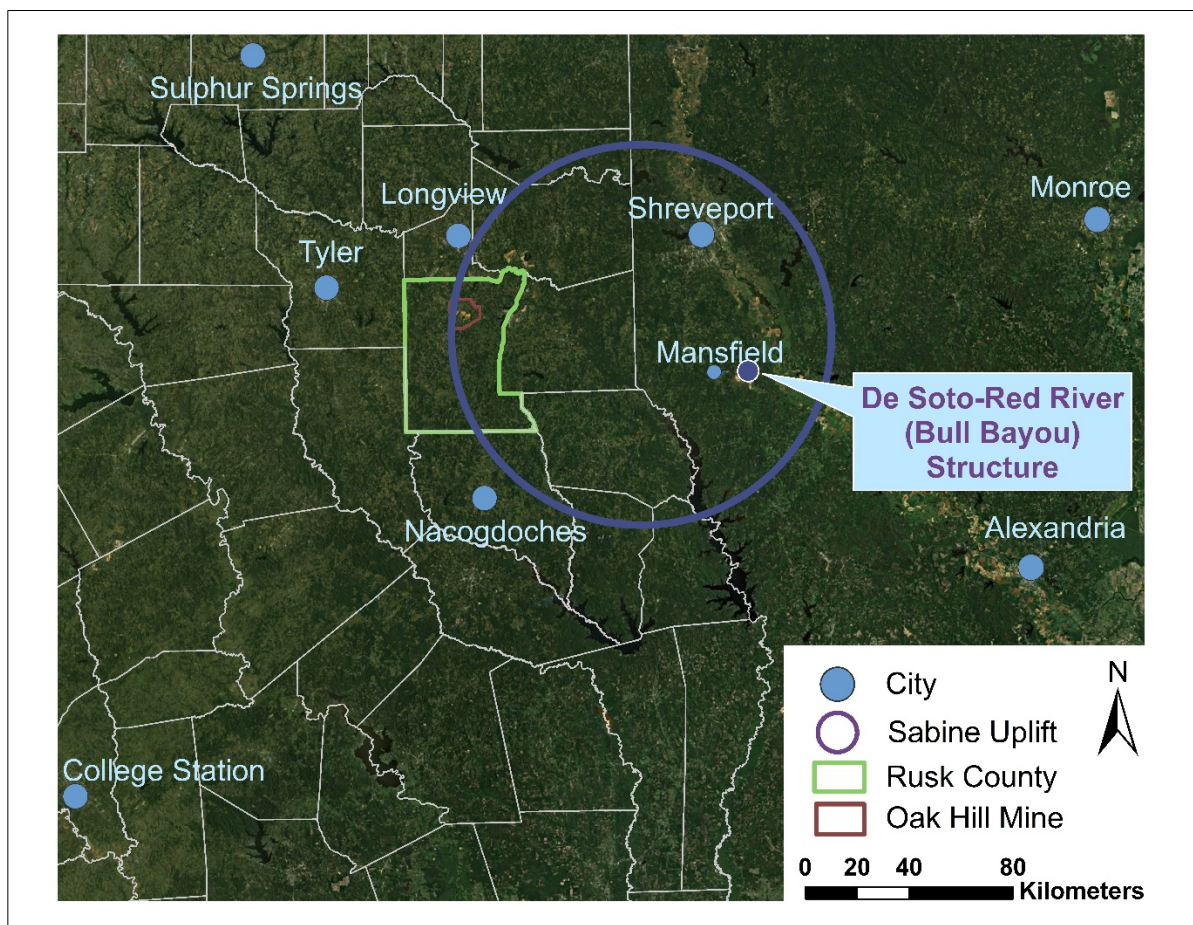 Sulphur Springs
Longview
Shreveport
Monroe
Tyler
Mansfield
De Soto-Red River
(Bull Bayou)
Structure
Nacogdoches
Alexandria
College Station
N
City
Sabine Uplift
Rusk County
Oak Hill Mine
0 20 40 80
Kilometers